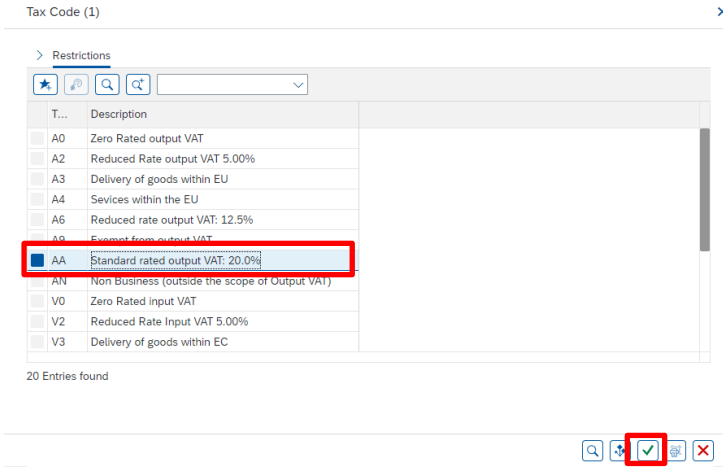 Tax Code (1)
Restrictions
T... Description
A0 Zero Rated output VAT
A2 Reduced Rate output VAT 5.00%
A3 Delivery of goods within EU
A4 Sevices within the EU
A6 Reduced rate output VAT: 12.5%
A9 Exempt from output VAT
AA Standard rated output VAT: 20.0%
AN Non Business (outside the scope of Output VAT)
V0 Zero Rated input VAT
V2 Reduced Rate Input VAT 5.00%
V3 Delivery of goods within EC
20 Entries found